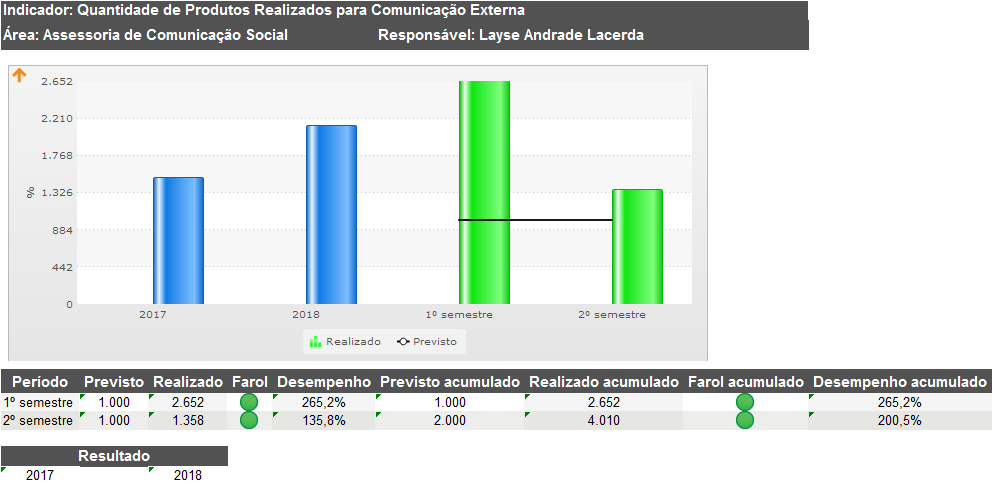 Indicador: Quantidade de Produtos Realizados para Comunicação Externa
Área: Assessoria de Comunicação Social Responsável: Layse Andrade Lacerda
2.652
2.210
1.768
1.326
884
442
0
%
2017 2018 1º semestre 2º semestre
Realizado Previsto
Período Previsto Realizado Farol Desempenho Previsto acumulado Realizado acumulado Farol acumulado Desempenho acumulado
1º semestre 1.000 2.652 265,2% 1.000 2.652 265,2%
2º semestre 1.000 1.358 135,8% 2.000 4.010 200,5%
Resultado
2017 2018